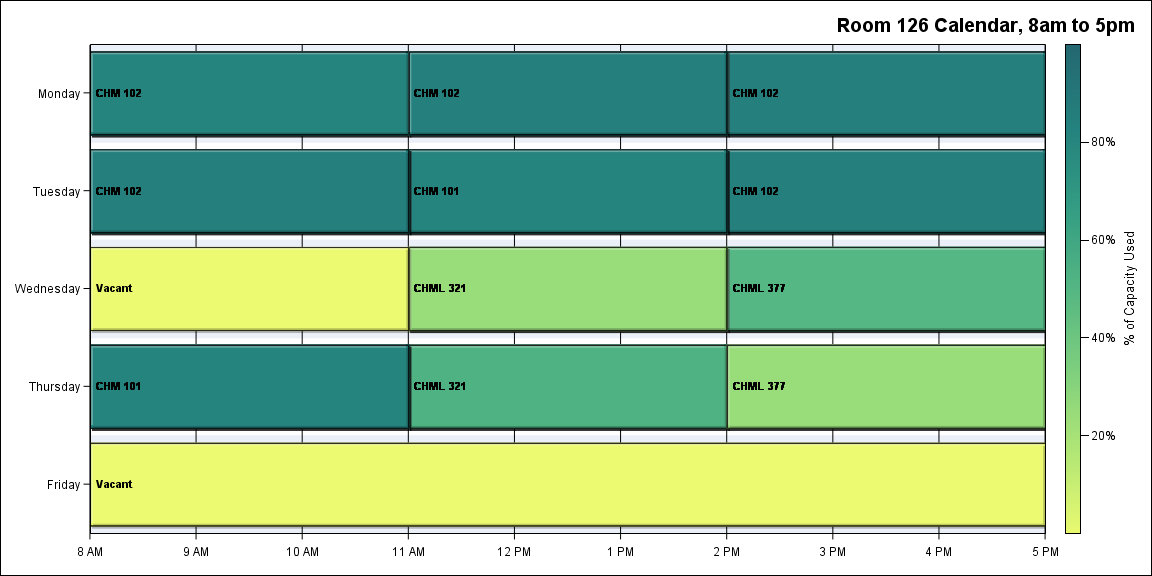 Room 126 Calendar, 8am to 5pm
Monday
CHM 102
CHM 102
CHM 102
Tuesday
CHM 102
CHM 101
CHM 102
Wednesday
Vacant
CHML 321
CHML 377
Thursday
CHM 101
CHML 321
CHML 377
Friday
Vacant
8 AM
9 AM
10 AM
11 AM
12 PM
1 PM
2 PM
3 PM
4 PM
5 PM
80%
60%
40%
20%
% of Capacity Used